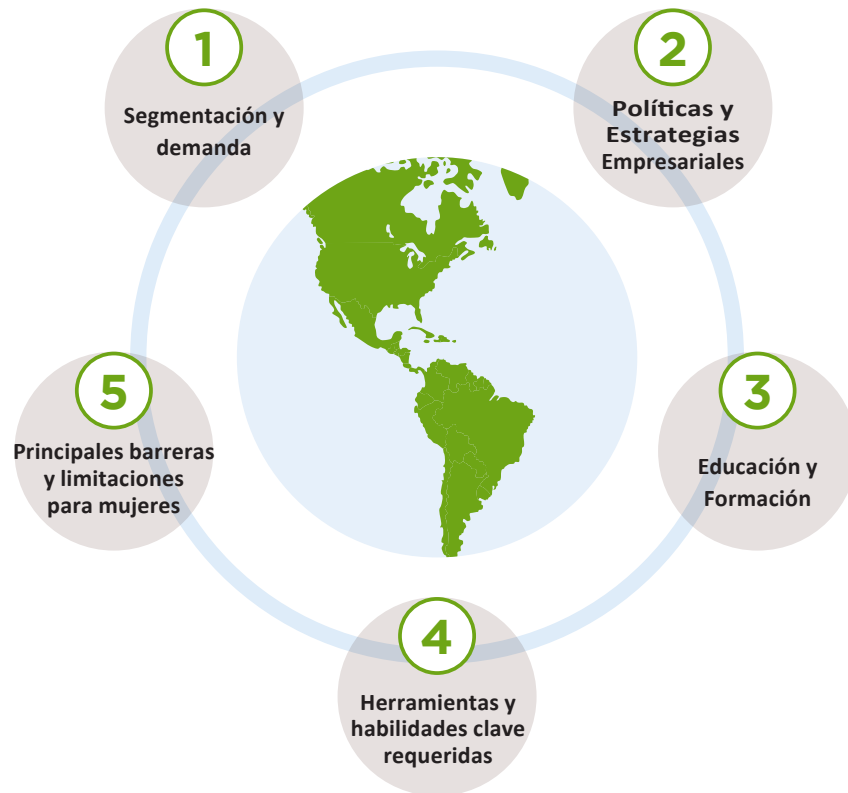 1
Segmentación y
demanda
2
Políticas y
Estrategias
Empresariales
3
Educación y
Formación
4
Herramientas y
habilidades clave
requeridas
5
Principales barreras
y limitaciones
para mujeres